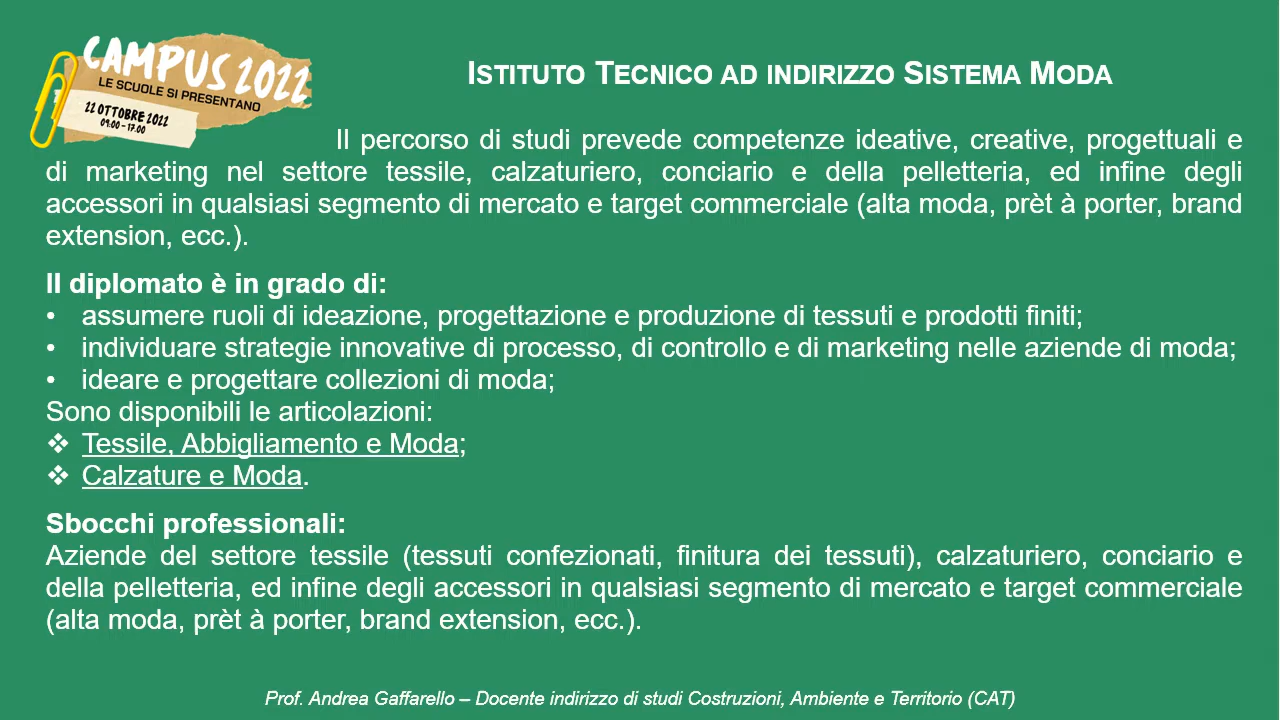 CAMPUS 2022
LE SCUOLE SI PRESENTANO
22 OTTOBRE 2022
09.00 - 17.00
ISTITUTO TECNICO AD INDIRIZZO SISTEMA MODA
Il percorso di studi prevede competenze ideative, creative, progettuali e
di marketing nel settore tessile, calzaturiero, conciario e della pelletteria, ed infine degli
accessori in qualsiasi segmento di mercato e target commerciale (alta moda, prèt à porter, brand
extension, ecc.).
Il diplomato è in grado di:
• assumere ruoli di ideazione, progettazione e produzione di tessuti e prodotti finiti;
• individuare strategie innovative di processo, di controllo e di marketing nelle aziende di moda;
• ideare e progettare collezioni di moda;
Sono disponibili le articolazioni:
❖ Tessile, Abbigliamento e Moda;
❖ Calzature e Moda.
Sbocchi professionali:
Aziende del settore tessile (tessuti confezionati, finitura dei tessuti), calzaturiero, conciario e
della pelletteria, ed infine degli accessori in qualsiasi segmento di mercato e target commerciale
(alta moda, prèt à porter, brand extension, ecc.).
Prof. Andrea Gaffarello – Docente indirizzo di studi Costruzioni, Ambiente e Territorio (CAT)